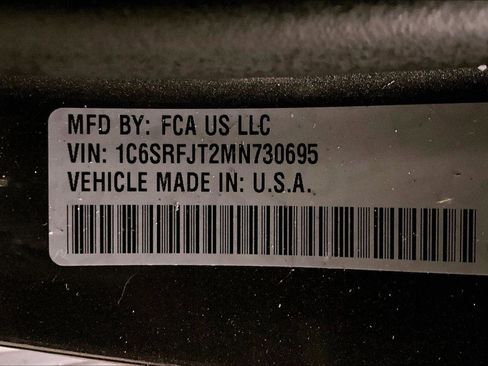 MFD BY: FCA US LLC
VIN: 1C6SRFJT2MN730695
VEHICLE MADE IN: U.S.A.